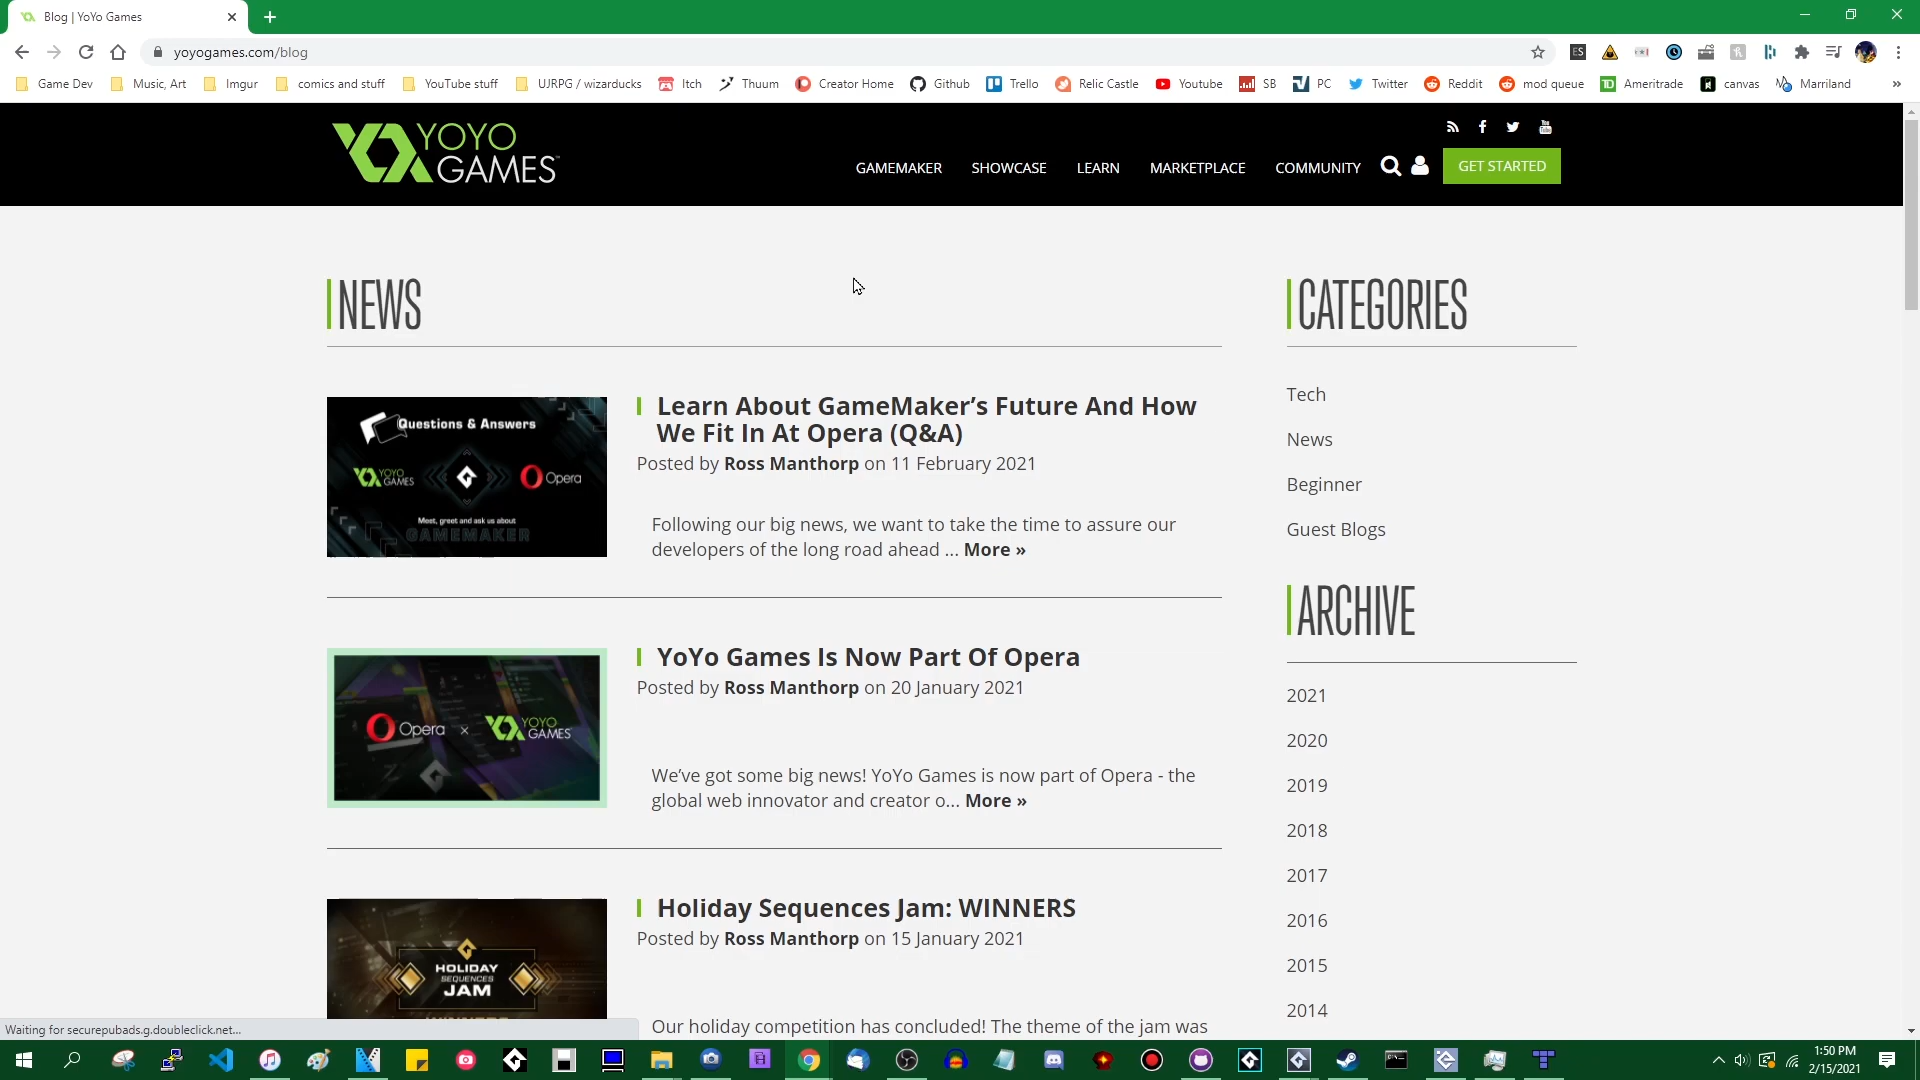 Blog | YoYo Games
yoyogames.com/blog
Game Dev
Music, Art
Imgur
comics and stuff
YouTube stuff
UJRPG / wizarducks
Itch
Thuum
Creator Home
Github
Trello
Relic Castle
Youtube
SB
PC
Twitter
Reddit
mod queue
Ameritrade
canvas
Marriland
»
YOYO
GAMES™
GAMEMAKER
SHOWCASE
LEARN
MARKETPLACE
COMMUNITY
GET STARTED
NEWS
Questions & Answers
YOYO
GAMES
Opera
Meet, greet and ask us about
GAMEMAKER
Learn About GameMaker’s Future And How
We Fit In At Opera (Q&A)
Posted by Ross Manthorp on 11 February 2021
Following our big news, we want to take the time to assure our
developers of the long road ahead ... More »
Opera × YOYO
GAMES
YoYo Games Is Now Part Of Opera
Posted by Ross Manthorp on 20 January 2021
We’ve got some big news! YoYo Games is now part of Opera - the
global web innovator and creator o... More »
HOLIDAY
SEQUENCES
JAM
Holiday Sequences Jam: WINNERS
Posted by Ross Manthorp on 15 January 2021
Our holiday competition has concluded! The theme of the jam was
CATEGORIES
Tech
News
Beginner
Guest Blogs
ARCHIVE
2021
2020
2019
2018
2017
2016
2015
2014
Waiting for securepubads.g.doubleclick.net...
1:50 PM
2/15/2021